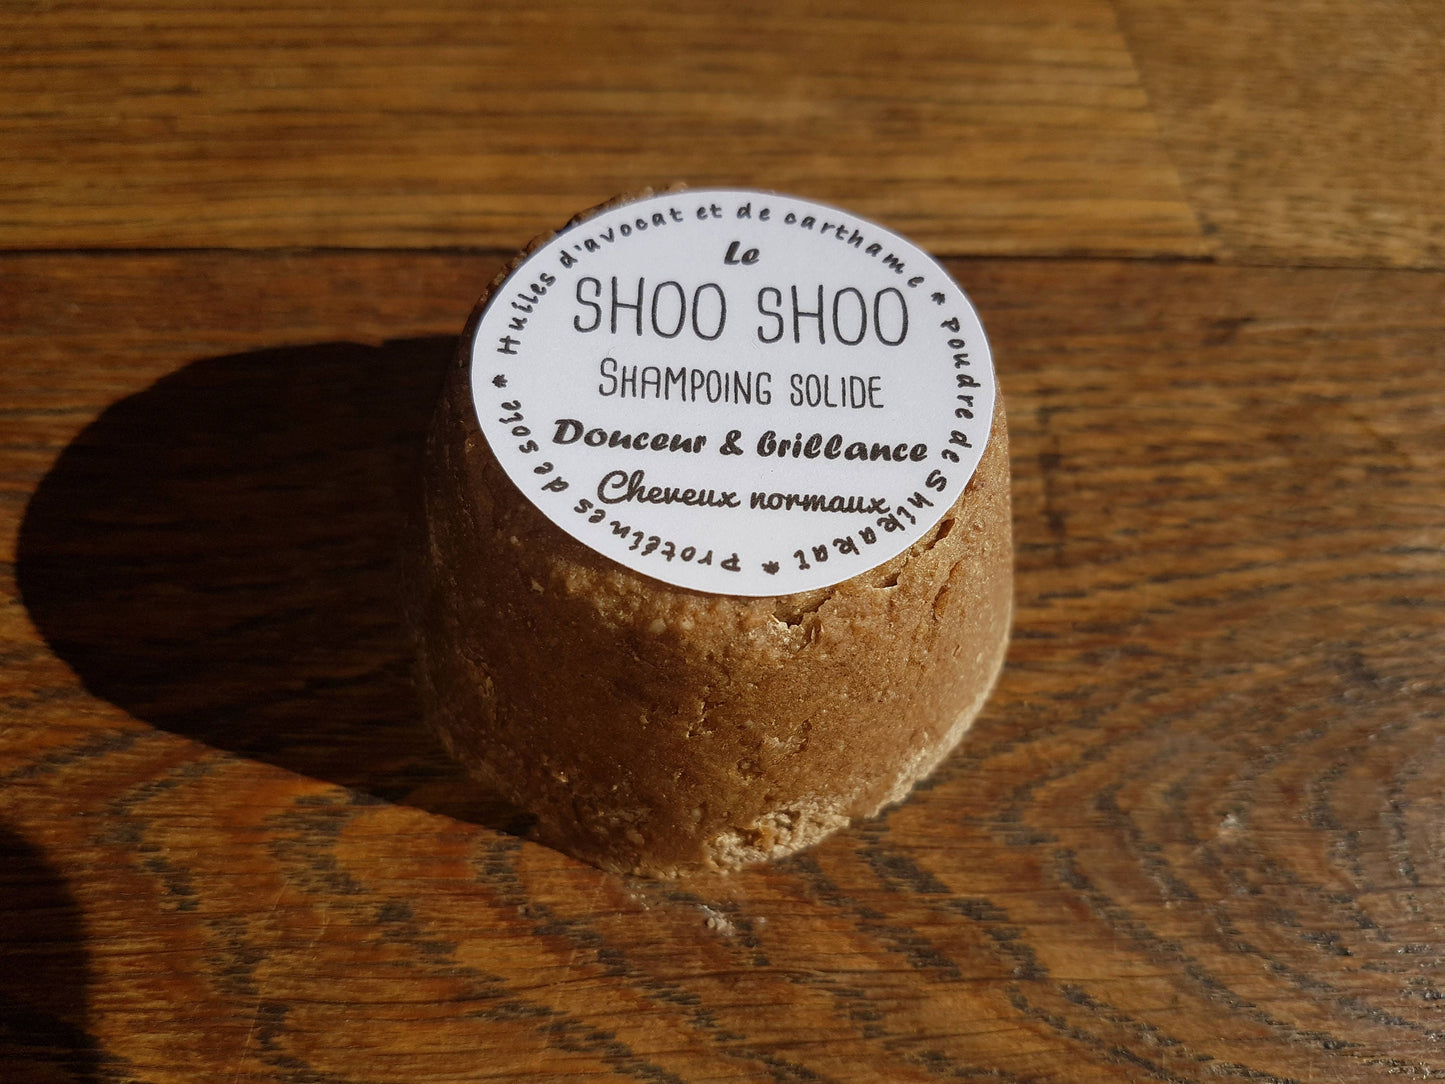 Le
SHOO SHOO
SHAMPOING SOLIDE
Douceur & brillance
Cheveux normaux
Huiles d'avocat et de carthame * Poudre de Shikakaï * Protéines de soie *